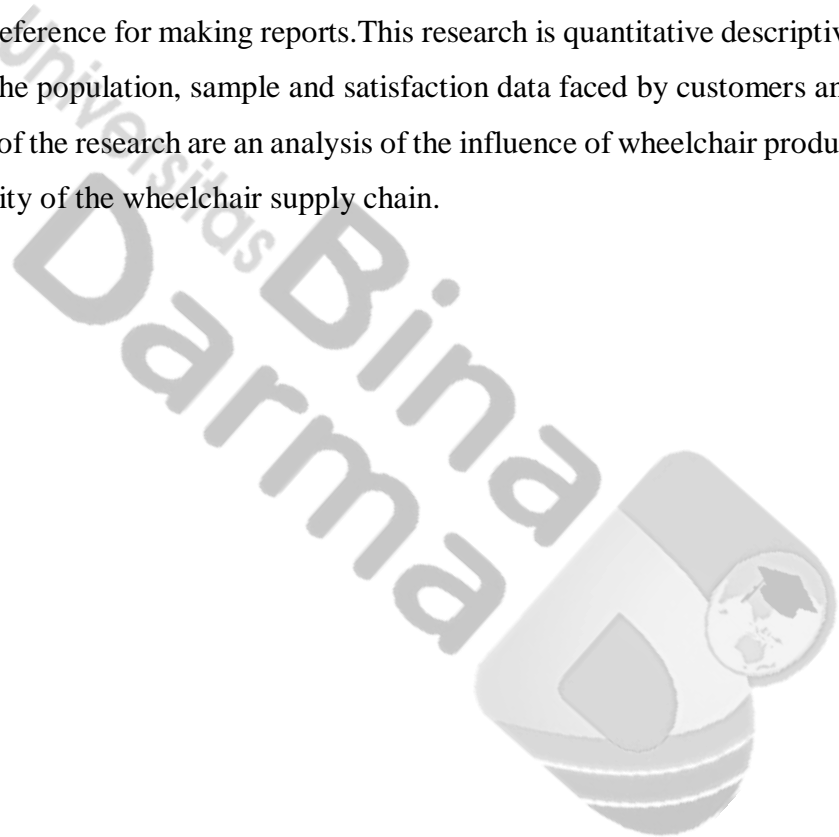 eference for making reports.This research is quantitative descriptiv
he population, sample and satisfaction data faced by customers an
of the research are an analysis of the influence of wheelchair produ
ity of the wheelchair supply chain.
Universitas
Bina
Darma